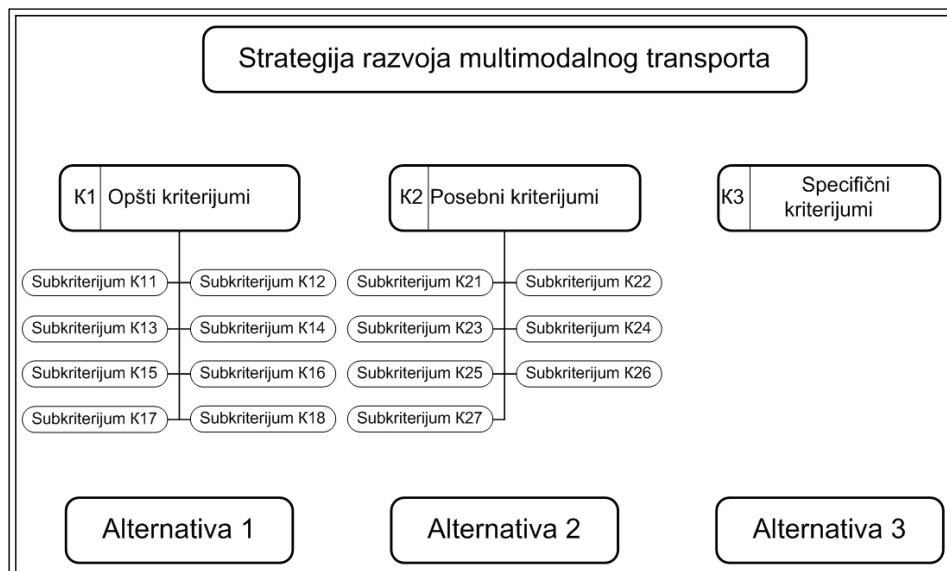 Strategija razvoja multimodalnog transporta
K1 Opšti kriterijumi
K2 Posebni kriterijumi
K3 Specifični
kriterijumi
Subkriterijum K11
Subkriterijum K12
Subkriterijum K21
Subkriterijum K22
Subkriterijum K13
Subkriterijum K14
Subkriterijum K23
Subkriterijum K24
Subkriterijum K15
Subkriterijum K16
Subkriterijum K25
Subkriterijum K26
Subkriterijum K17
Subkriterijum K18
Subkriterijum K27
Alternativa 1
Alternativa 2
Alternativa 3